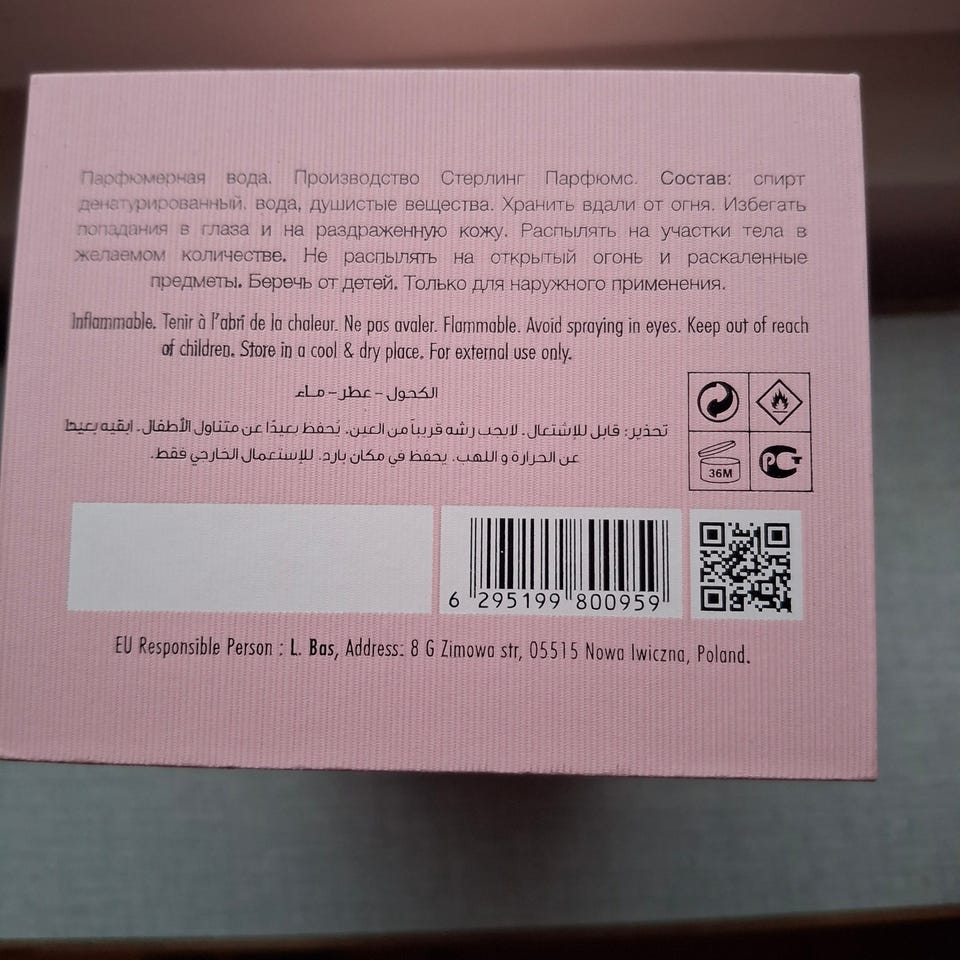 Парфюмерная вода. Производство Стерлинг Парфюмс. Состав: спирт
денатурированный, вода, душистые вещества. Хранить вдали от огня. Избегать
попадания в глаза и на раздраженную кожу. Распылять на участки тела в
желаемом количестве. Не распылять на открытый огонь и раскаленные
предметы. Беречь от детей. Только для наружного применения.
Inflammable. Tenir à l'abri de la chaleur. Ne pas avaler. Flammable. Avoid spraying in eyes. Keep out of reach
of children. Store in a cool & dry place. For external use only.
الكحول - عطر - ماء
تحذير: قابل للإشتعال. لايجب رشه قريباً من العين. يُحفظ بعيدًا عن متناول الأطفال. ابقيه بعيدا
عن الحرارة و اللهب. يحفظ في مكان بارد. للإستعمال الخارجي فقط.
36M
РСТ
6 295199 800959
EU Responsible Person : L. Bas, Address: 8 G Zimowa str, 05515 Nowa Iwiczna, Poland.